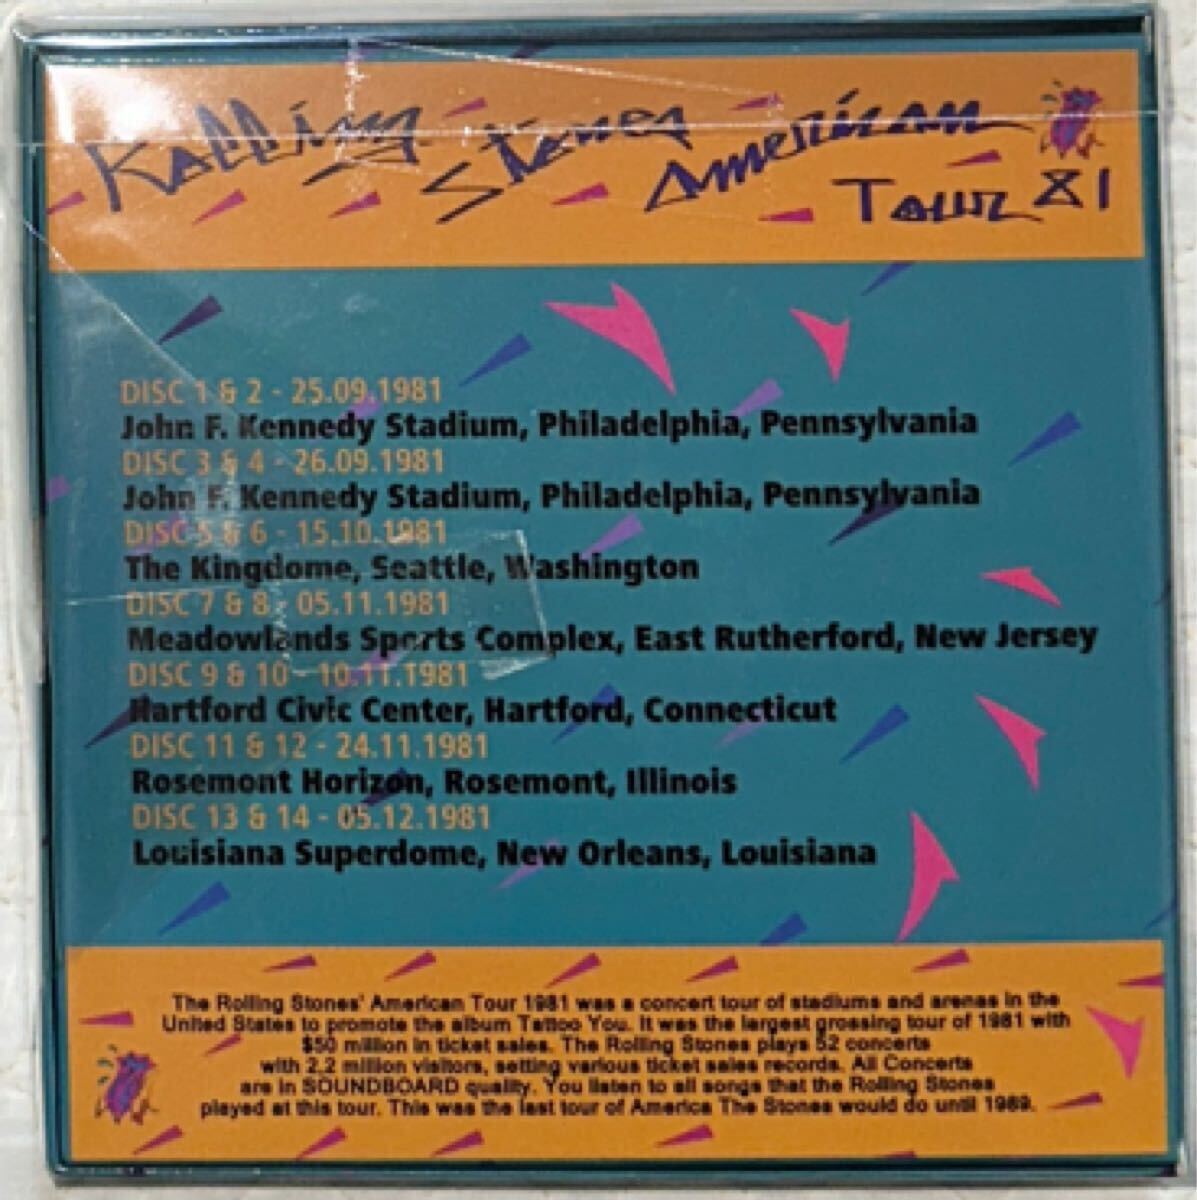 Rolling Stones American
Tour 81
DISC 1 & 2 - 25.09.1981
John F. Kennedy Stadium, Philadelphia, Pennsylvania
DISC 3 & 4 - 26.09.1981
John F. Kennedy Stadium, Philadelphia, Pennsylvania
DISC 5 & 6 - 15.10.1981
The Kingdome, Seattle, Washington
DISC 7 & 8 - 05.11.1981
Meadowlands Sports Complex, East Rutherford, New Jersey
DISC 9 & 10 - 10.11.1981
Hartford Civic Center, Hartford, Connecticut
DISC 11 & 12 - 24.11.1981
Rosemont Horizon, Rosemont, Illinois
DISC 13 & 14 - 05.12.1981
Louisiana Superdome, New Orleans, Louisiana
The Rolling Stones' American Tour 1981 was a concert tour of stadiums and arenas in the
United States to promote the album Tattoo You. It was the largest grossing tour of 1981 with
$50 million in ticket sales. The Rolling Stones plays 52 concerts
with 2,2 million visitors, setting various ticket sales records. All Concerts
are in SOUNDBOARD quality. You listen to all songs that the Rolling Stones
played at this tour. This was the last tour of America The Stones would do until 1989.